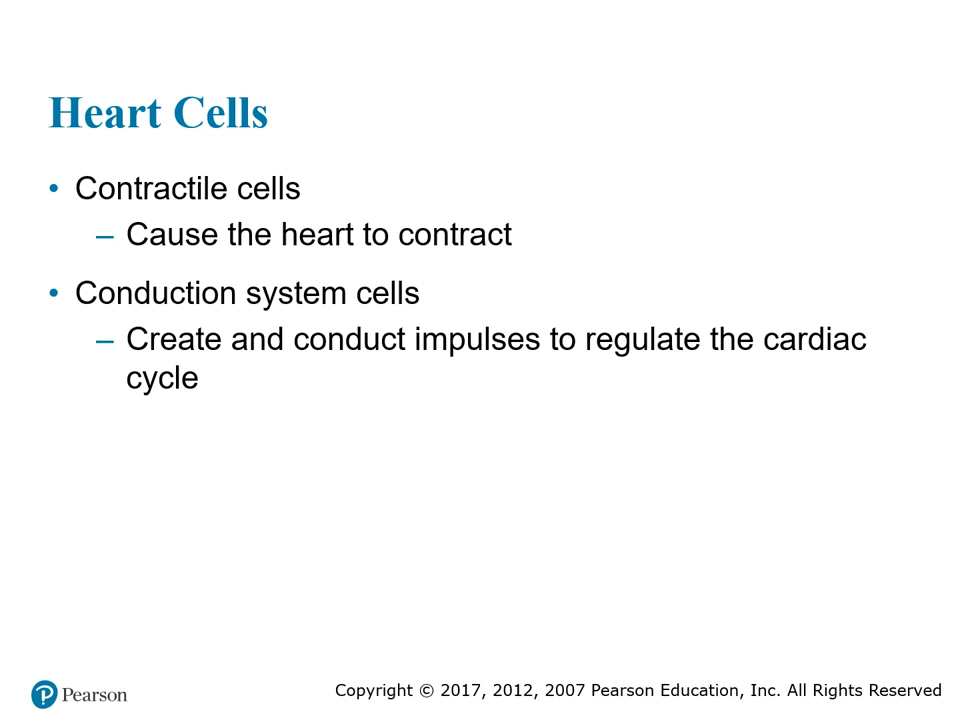 Heart Cells
• Contractile cells
– Cause the heart to contract
• Conduction system cells
– Create and conduct impulses to regulate the cardiac
cycle
Pearson
Copyright © 2017, 2012, 2007 Pearson Education, Inc. All Rights Reserved